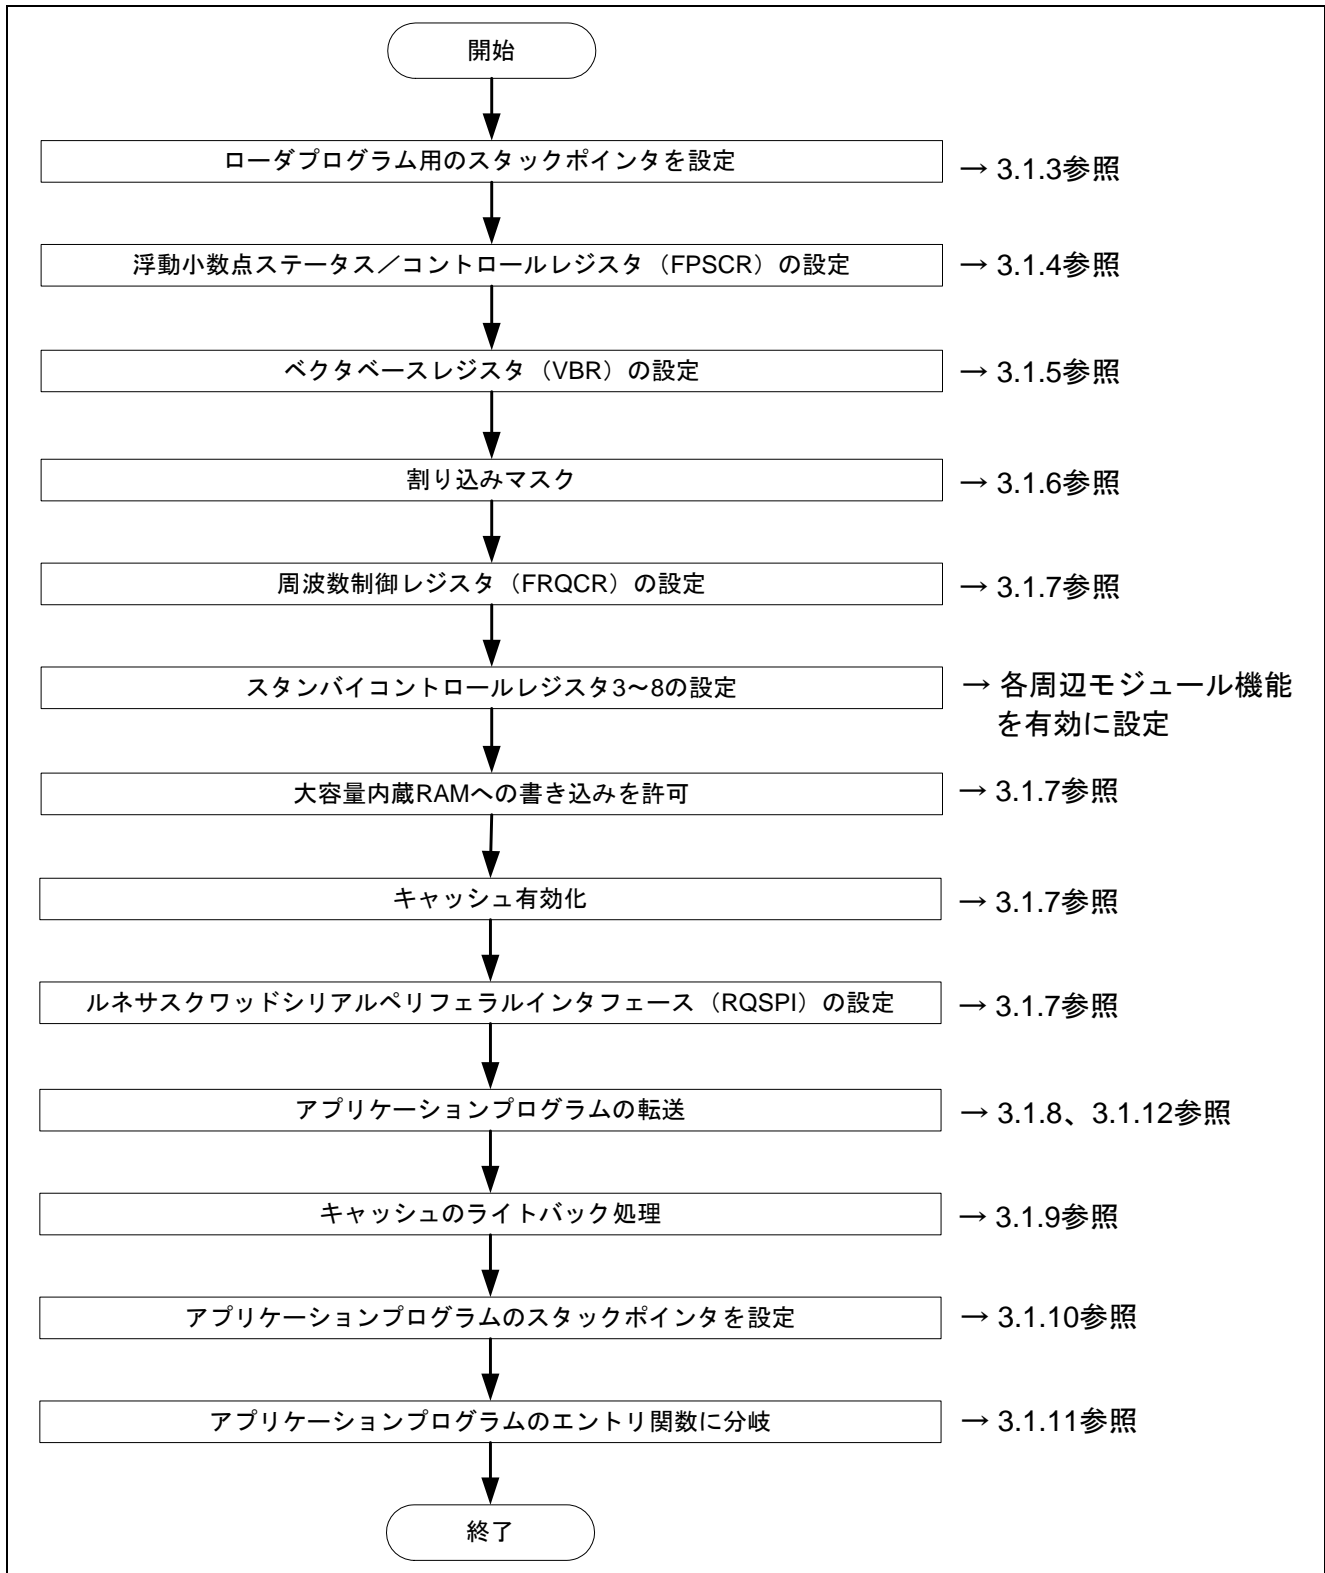 開始
ローダプログラム用のスタックポインタを設定
→ 3.1.3参照
浮動小数点ステータス／コントロールレジスタ（FPSCR）の設定
→ 3.1.4参照
ベクタベースレジスタ（VBR）の設定
→ 3.1.5参照
割り込みマスク
→ 3.1.6参照
周波数制御レジスタ（FRQCR）の設定
→ 3.1.7参照
スタンバイコントロールレジスタ3～8の設定
→ 各周辺モジュール機能
を有効に設定
大容量内蔵RAMへの書き込みを許可
→ 3.1.7参照
キャッシュ有効化
→ 3.1.7参照
ルネサスクワッドシリアルペリフェラルインタフェース（RQSPI）の設定
→ 3.1.7参照
アプリケーションプログラムの転送
→ 3.1.8、3.1.12参照
キャッシュのライトバック処理
→ 3.1.9参照
アプリケーションプログラムのスタックポインタを設定
→ 3.1.10参照
アプリケーションプログラムのエントリ関数に分岐
→ 3.1.11参照
終了